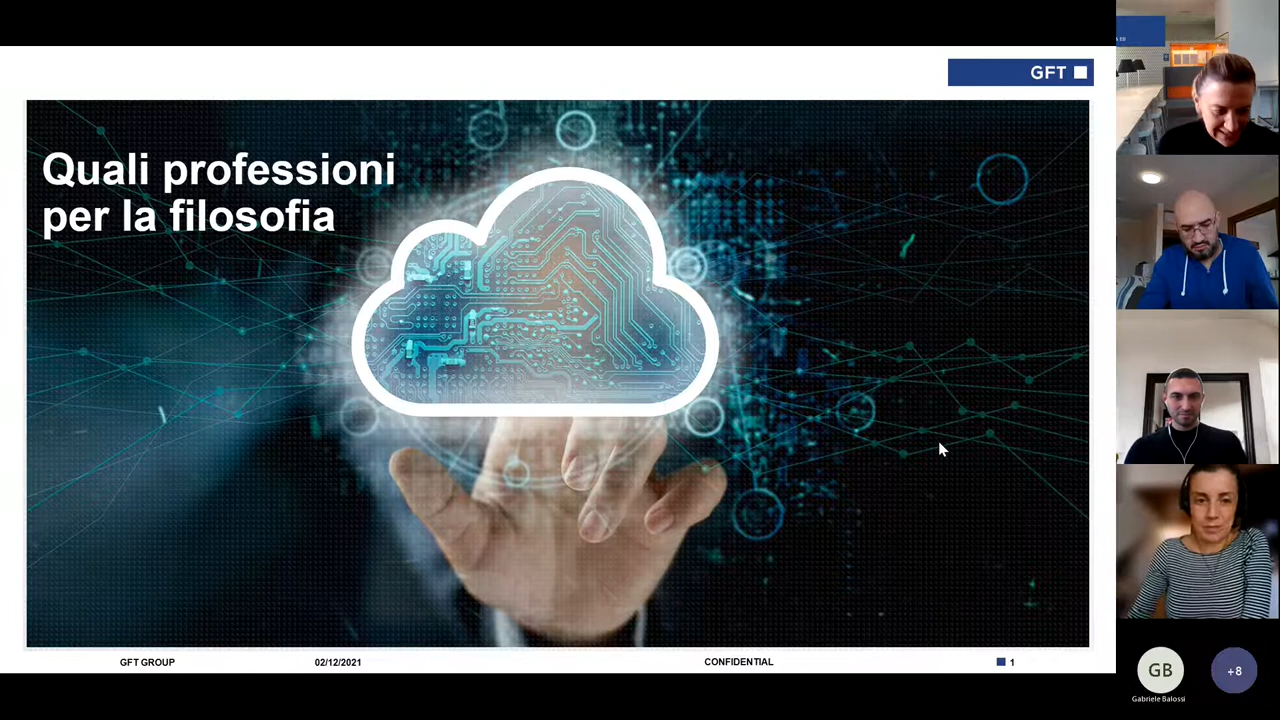 GFT
Quali professioni
per la filosofia
GFT GROUP
02/12/2021
CONFIDENTIAL
1
GB
+8
Gabriele Balossi